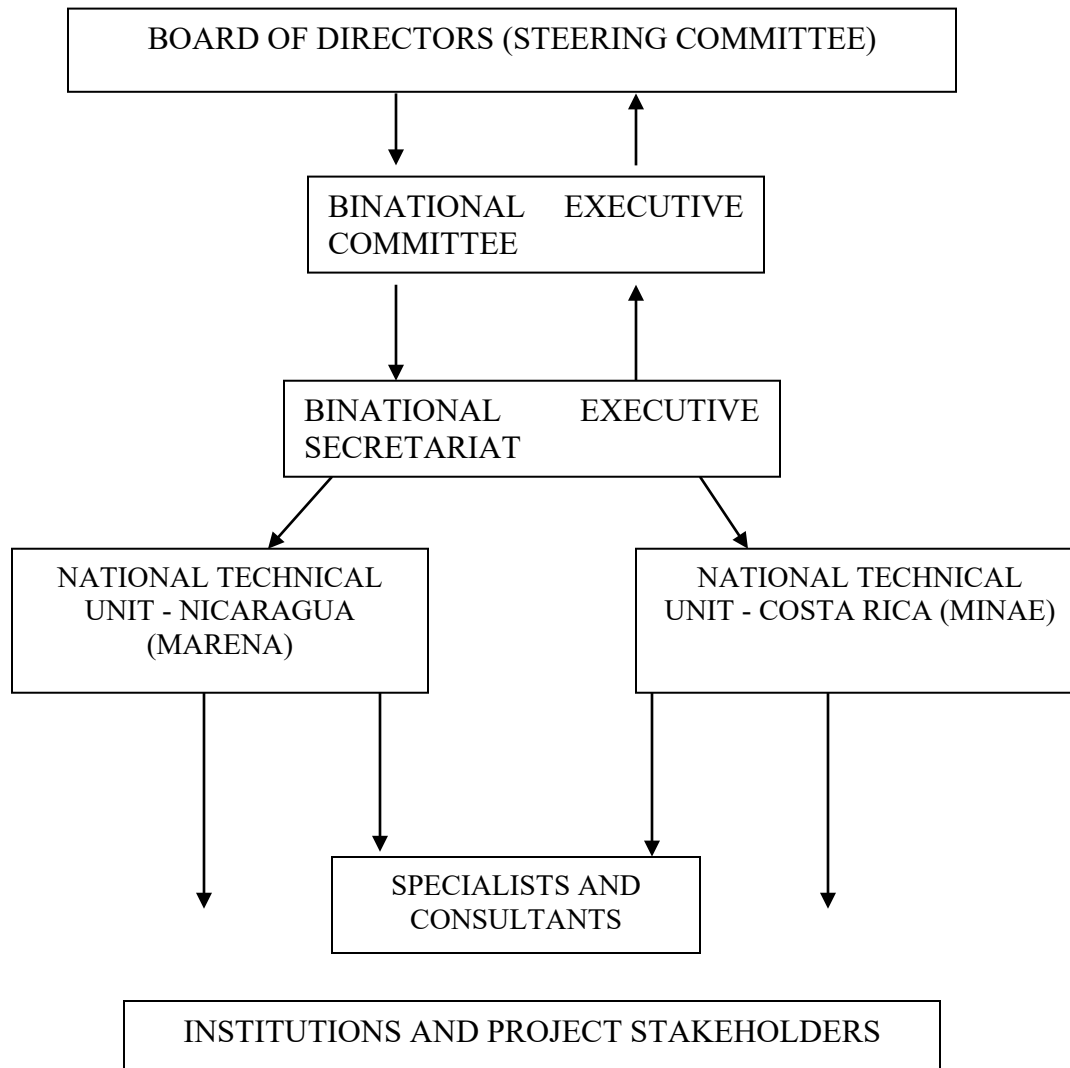 BOARD OF DIRECTORS (STEERING COMMITTEE)
BINATIONAL EXECUTIVE
COMMITTEE
BINATIONAL EXECUTIVE
SECRETARIAT
NATIONAL TECHNICAL
UNIT - NICARAGUA
(MARENA)
NATIONAL TECHNICAL
UNIT - COSTA RICA (MINAE)
SPECIALISTS AND
CONSULTANTS
INSTITUTIONS AND PROJECT STAKEHOLDERS